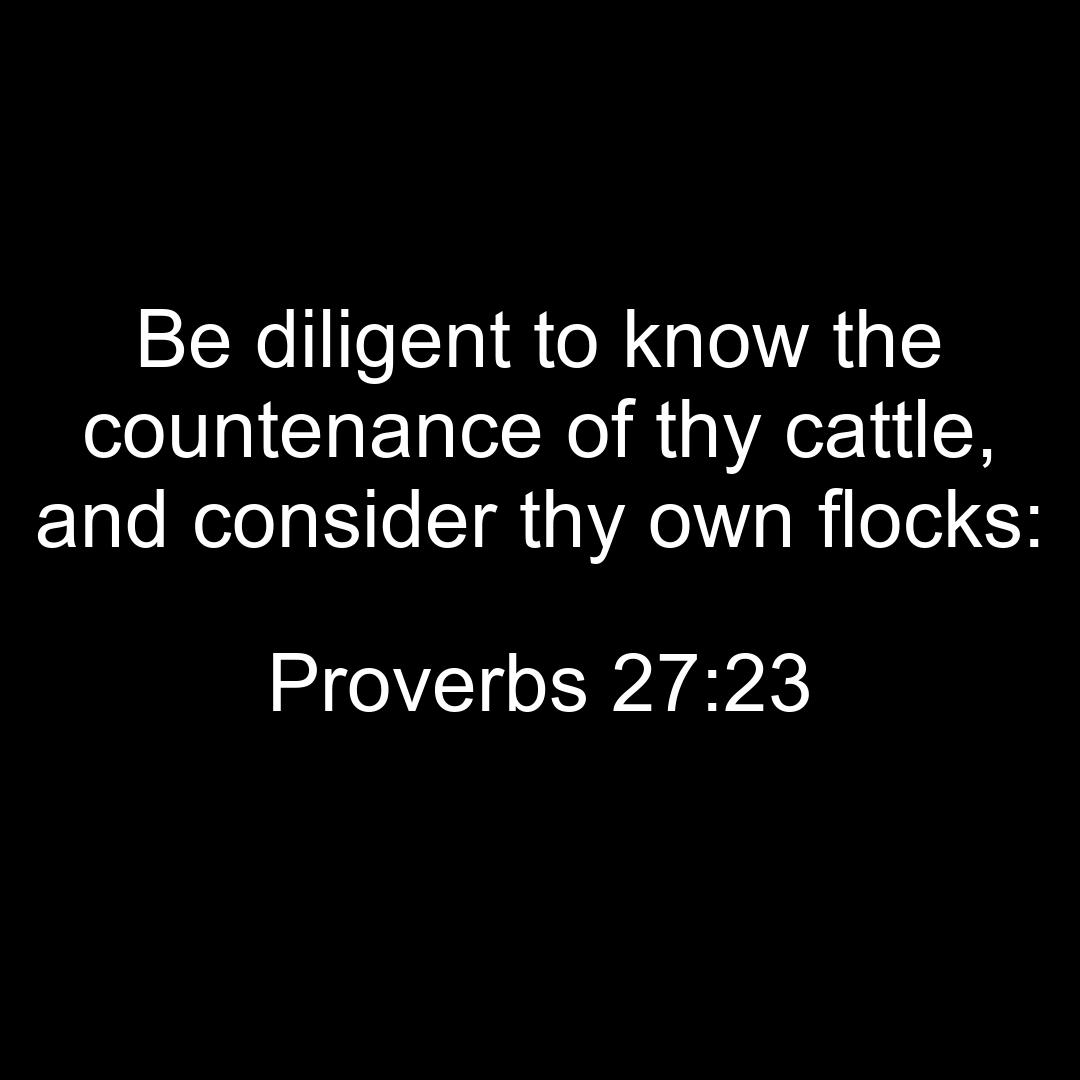 Be diligent to know the
countenance of thy cattle,
and consider thy own flocks:
Proverbs 27:23